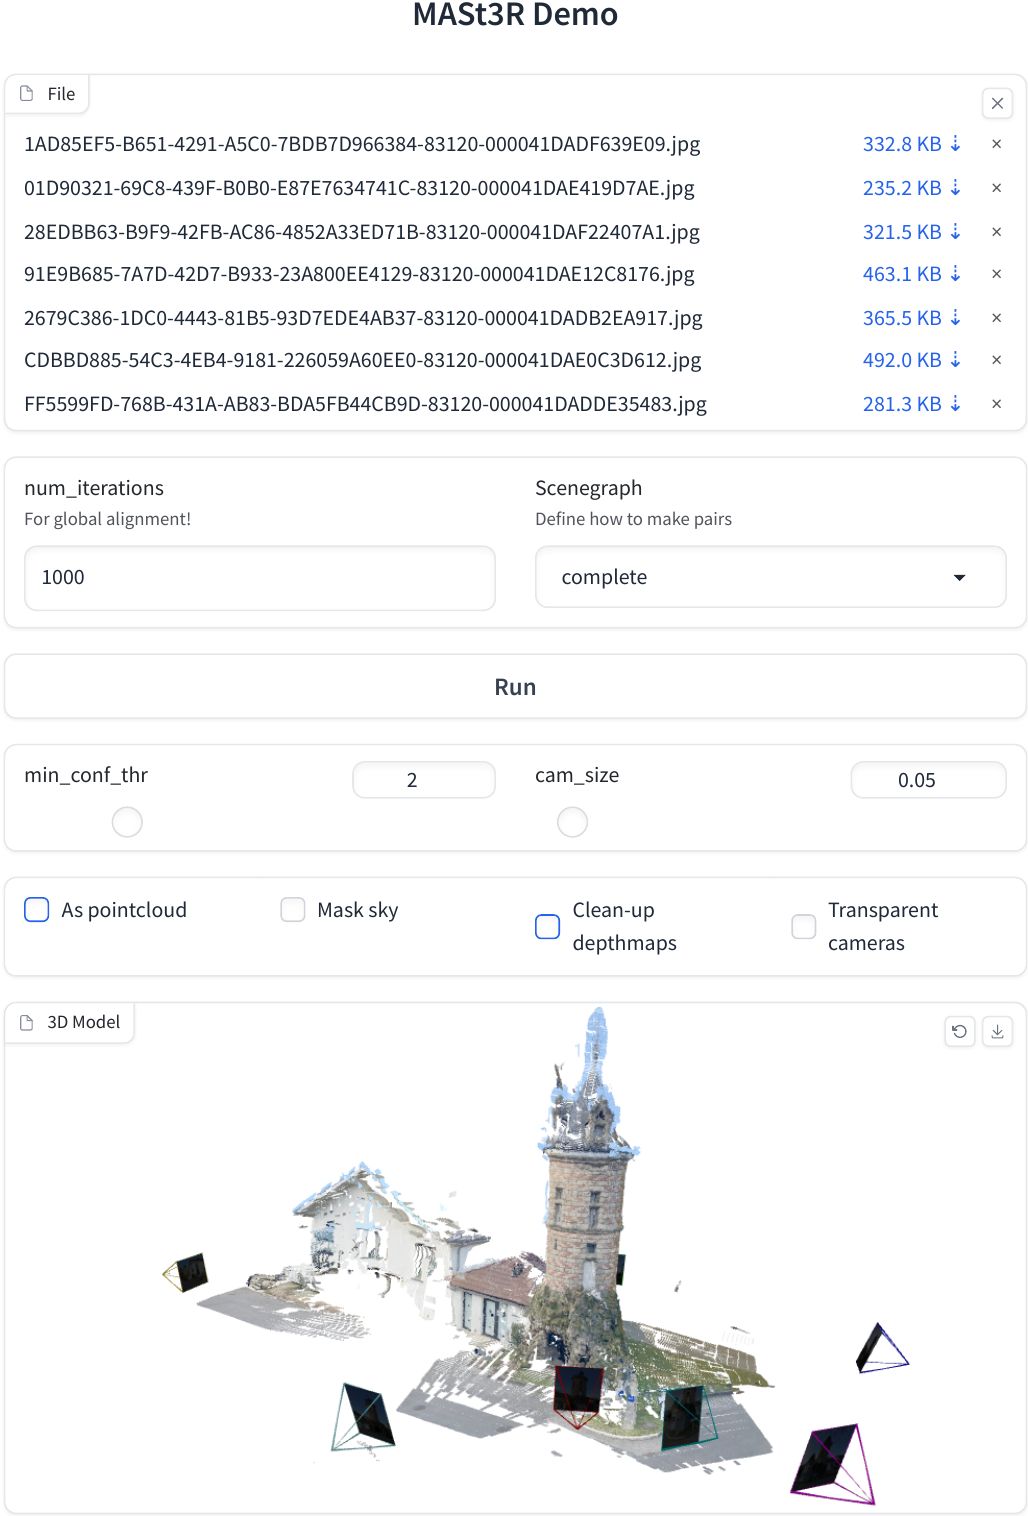 MASt3R Demo
File
1AD85EF5-B651-4291-A5C0-7BDB7D966384-83120-000041DADF639E09.jpg 332.8 KB ⇣ ×
01D90321-69C8-439F-B0B0-E87E7634741C-83120-000041DAE419D7AE.jpg 235.2 KB ⇣ ×
28EDBB63-B9F9-42FB-AC86-4852A33ED71B-83120-000041DAF22407A1.jpg 321.5 KB ⇣ ×
91E9B685-7A7D-42D7-B933-23A800EE4129-83120-000041DAE12C8176.jpg 463.1 KB ⇣ ×
2679C386-1DC0-4443-81B5-93D7EDE4AB37-83120-000041DADB2EA917.jpg 365.5 KB ⇣ ×
CDBBD885-54C3-4EB4-9181-226059A60EE0-83120-000041DAE0C3D612.jpg 492.0 KB ⇣ ×
FF5599FD-768B-431A-AB83-BDA5FB44CB9D-83120-000041DADDE35483.jpg 281.3 KB ⇣ ×
num_iterations
For global alignment!
1000
Scenegraph
Define how to make pairs
complete
Run
min_conf_thr 2
cam_size 0.05
As pointcloud
Mask sky
Clean-up
depthmaps
Transparent
cameras
3D Model